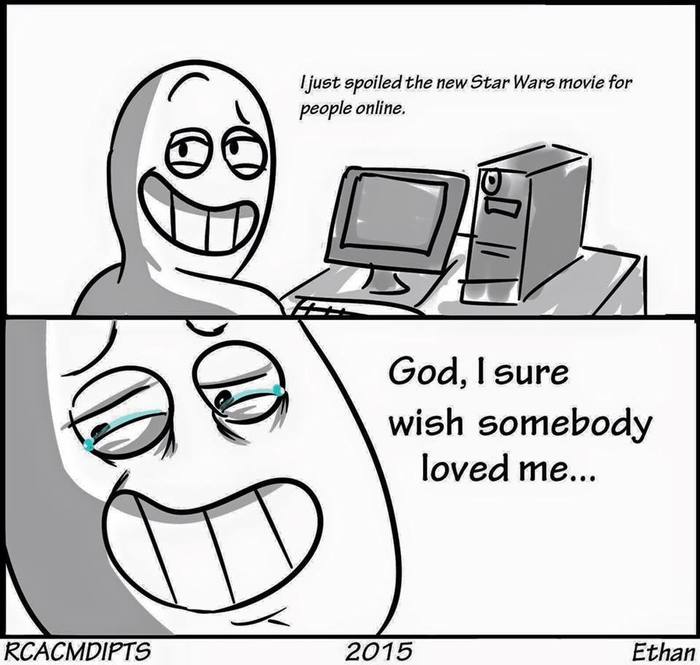 I just spoiled the new Star Wars movie for
people online.
God, I sure
wish somebody
loved me...
RCACMDIPTS 2015 Ethan